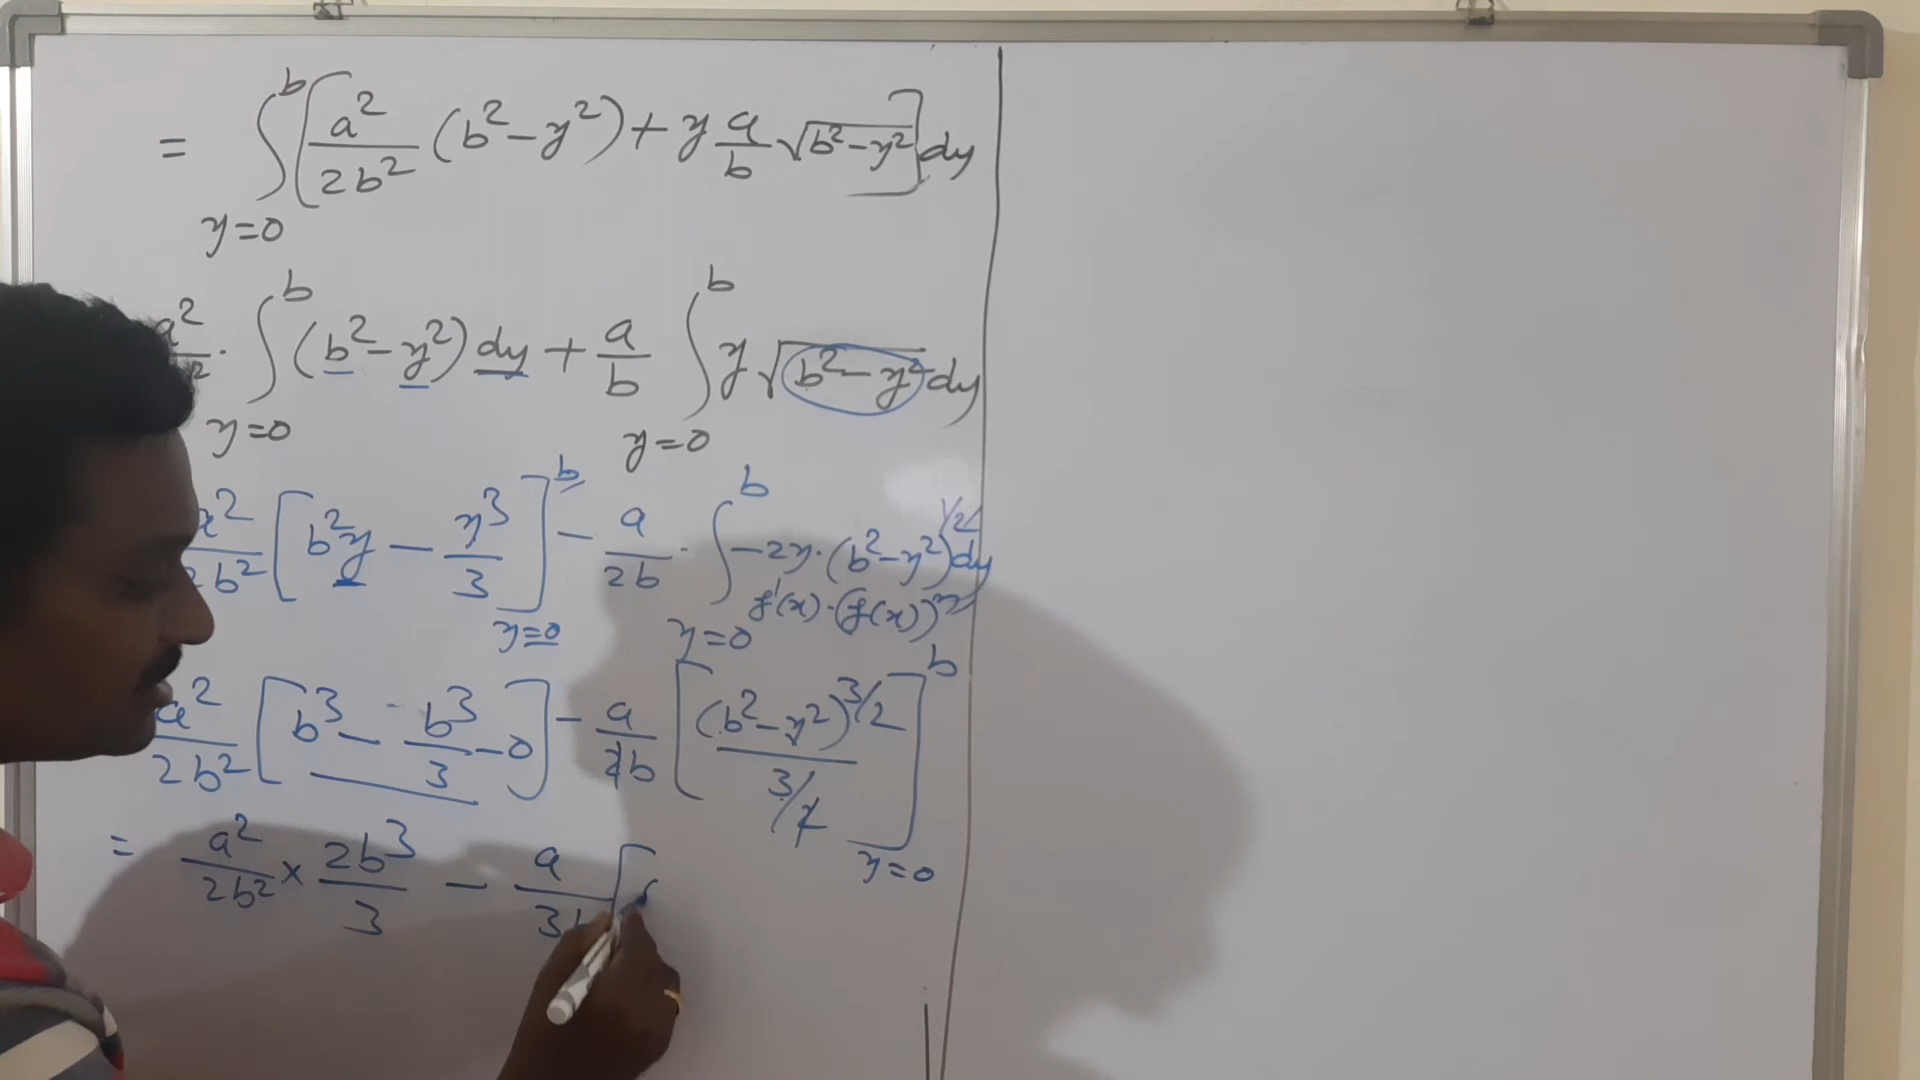 = ∫_{y=0}^{b} [a²/2b² (b²-y²) + y a/b √(b²-y²)] dy
a²/ ² · ∫_{y=0}^{b} (b²-y²) dy + a/b ∫_{y=0}^{b} y √(b²-y²) dy
a²/2b² [b²y - y³/3]_{y=0}^{b} - a/2b · ∫_{y=0}^{b} -2y·(b²-y²)^{1/2} dy
f'(x)·(f(x))ⁿ
a²/2b² [b³ - b³/3 - 0] - a/2b [(b²-y²)^{3/2} / 3/2]_{y=0}^{b}
= a²/2b² × 2b³/3 - a/3b [